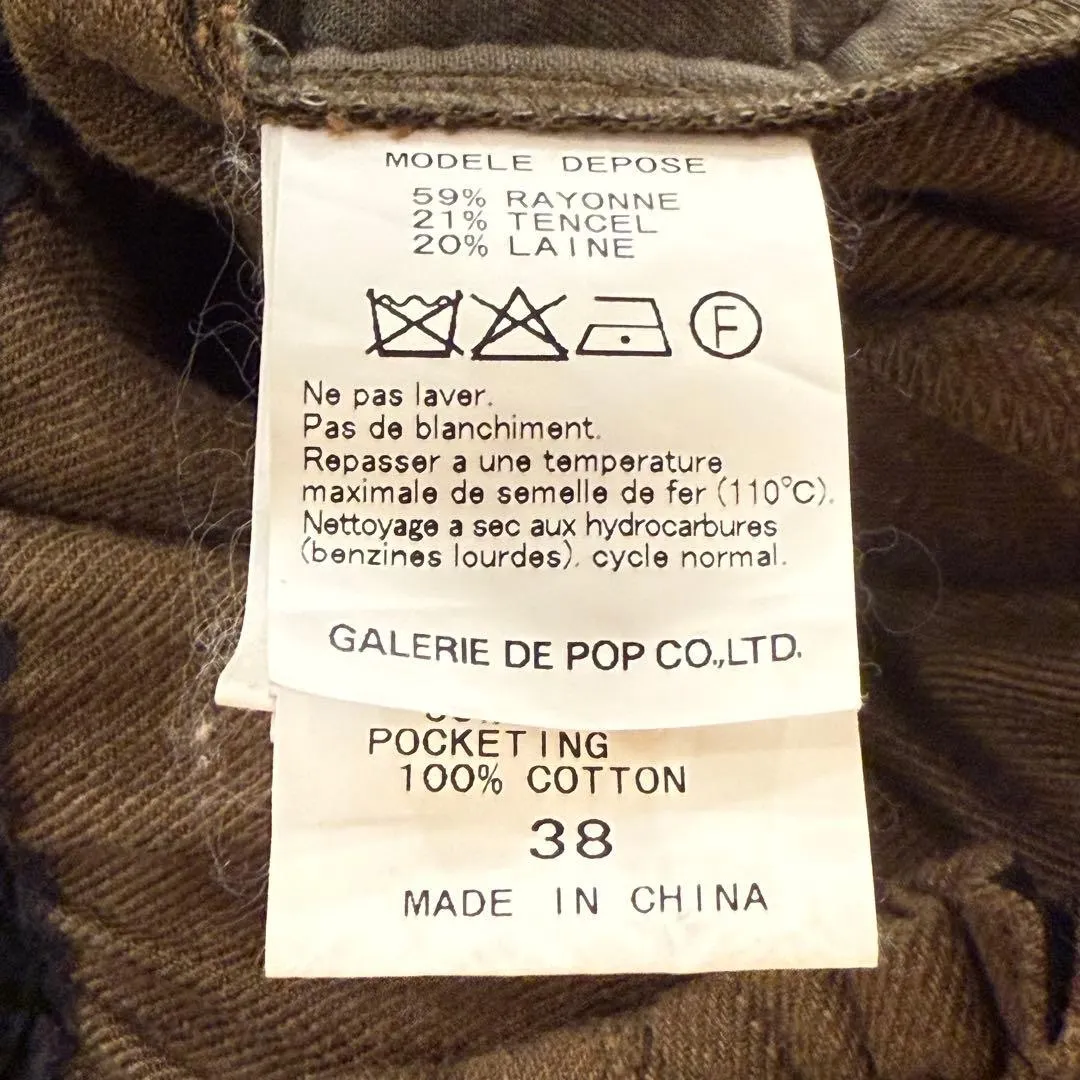 MODELE DEPOSE
59% RAYONNE
21% TENCEL
20% LAINE
F
Ne pas laver.
Pas de blanchiment.
Repasser a une temperature
maximale de semelle de fer (110°C).
Nettoyage a sec aux hydrocarbures
(benzines lourdes). cycle normal.
GALERIE DE POP CO.,LTD.
POCKETING
100% COTTON
38
MADE IN CHINA